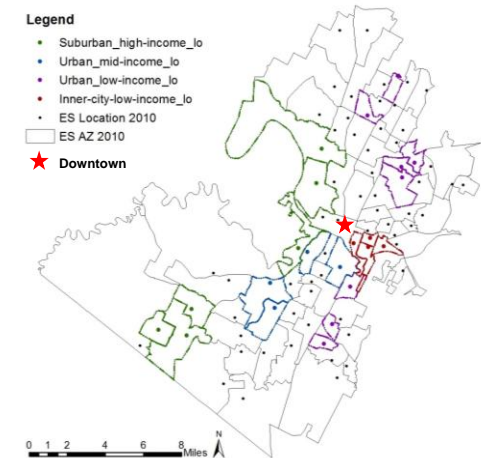 Legend
Suburban_high-income_lo
Urban_mid-income_lo
Urban_low-income_lo
Inner-city-low-income_lo
ES Location 2010
ES AZ 2010
Downtown
N
0 1 2 4 6 8
Miles